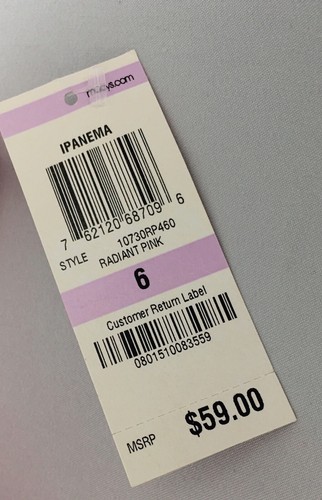 macys.com
IPANEMA
7 62120 68709 6
STYLE 10730RP460
RADIANT PINK
6
Customer Return Label
0801510083559
MSRP $59.00